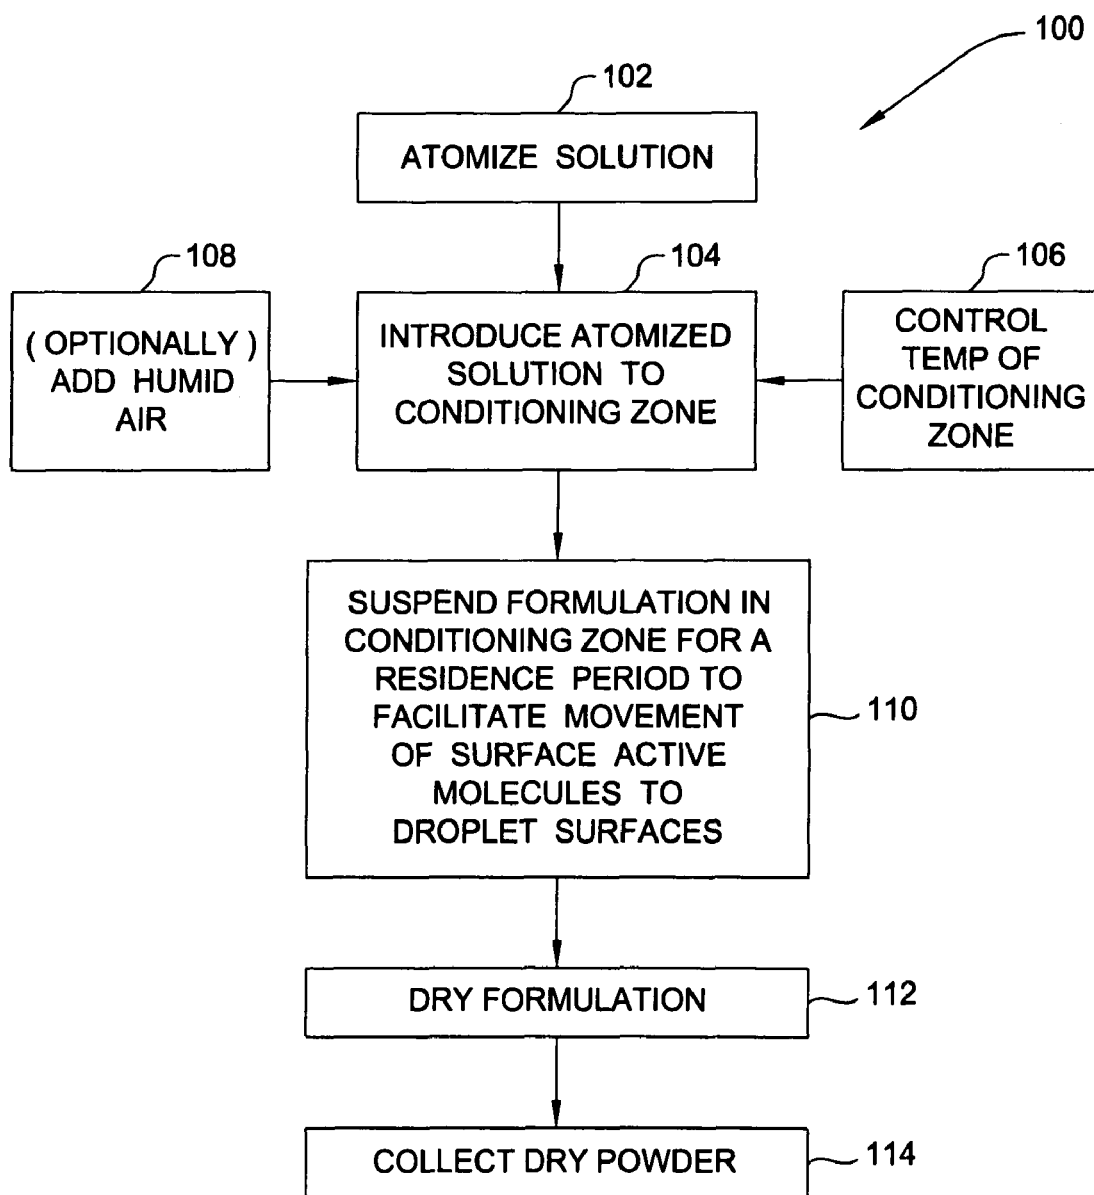 100
102
ATOMIZE SOLUTION
108
104
106
( OPTIONALLY )
ADD HUMID
AIR
INTRODUCE ATOMIZED
SOLUTION TO
CONDITIONING ZONE
CONTROL
TEMP OF
CONDITIONING
ZONE
SUSPEND FORMULATION IN
CONDITIONING ZONE FOR A
RESIDENCE PERIOD TO
FACILITATE MOVEMENT
OF SURFACE ACTIVE
MOLECULES TO
DROPLET SURFACES
110
DRY FORMULATION
112
COLLECT DRY POWDER
114